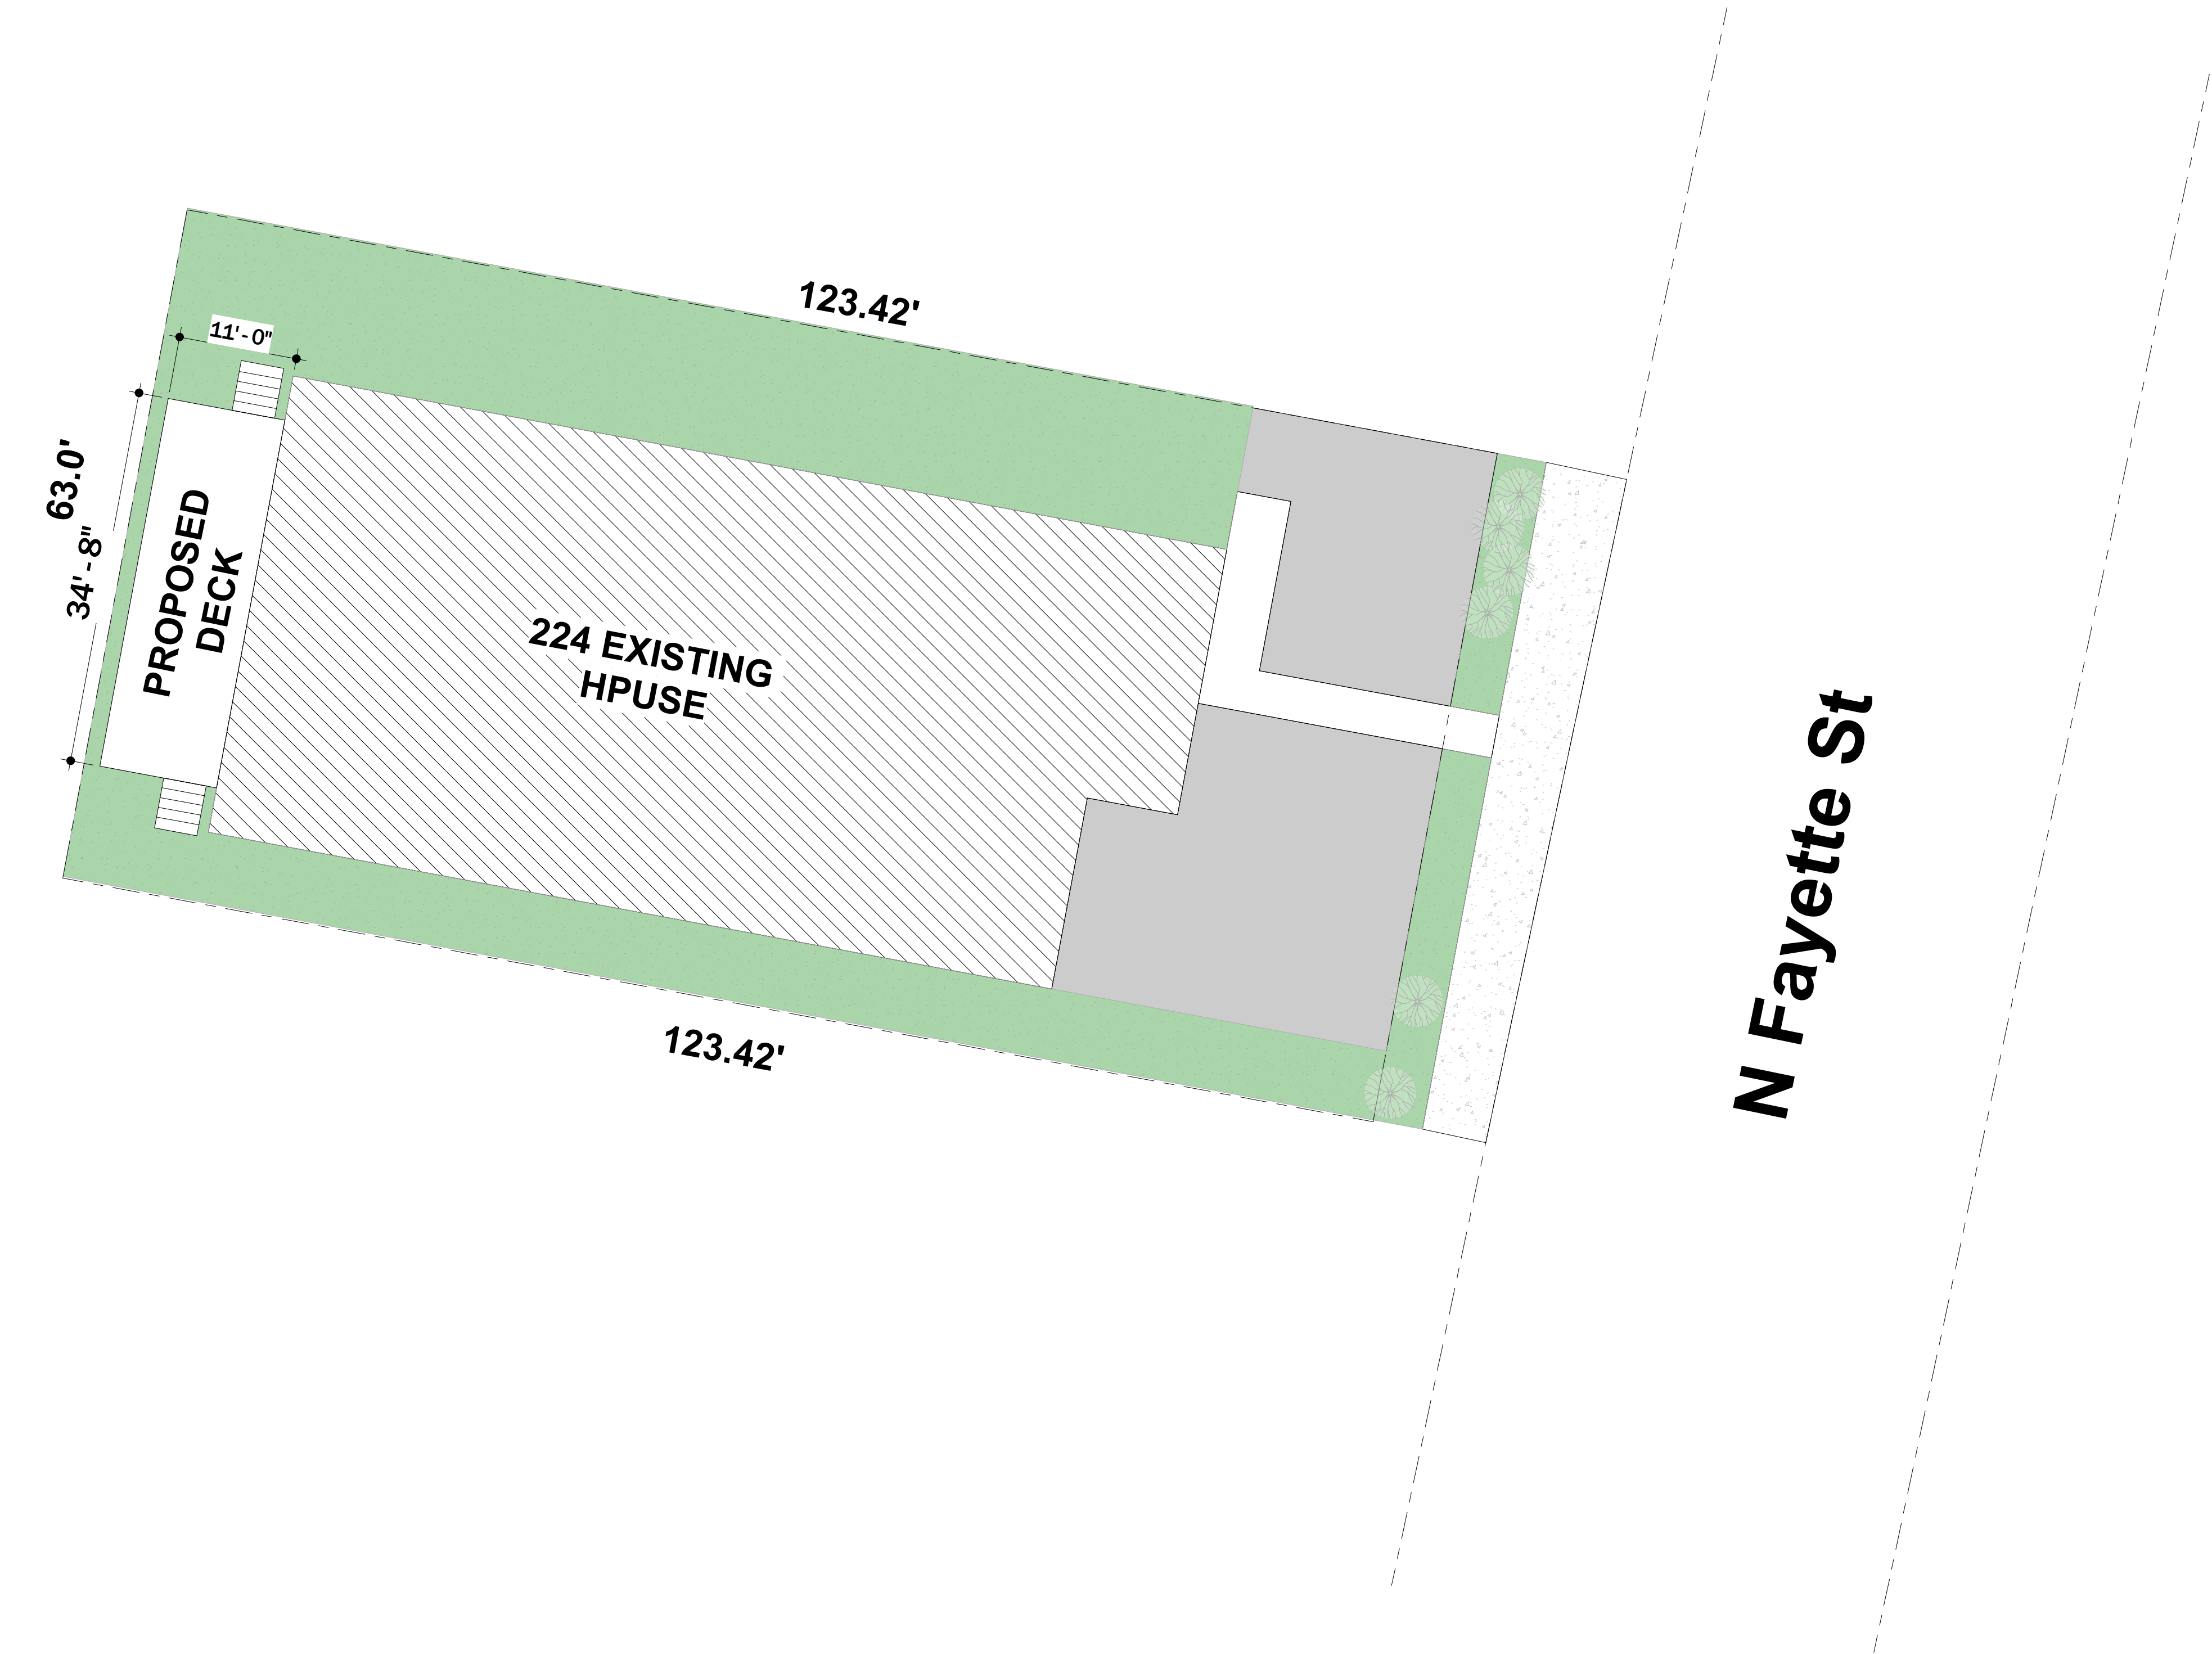 123.42'
11'-0"
63.0'
34'-8"
PROPOSED
DECK
224 EXISTING
HPUSE
N Fayette St
123.42'